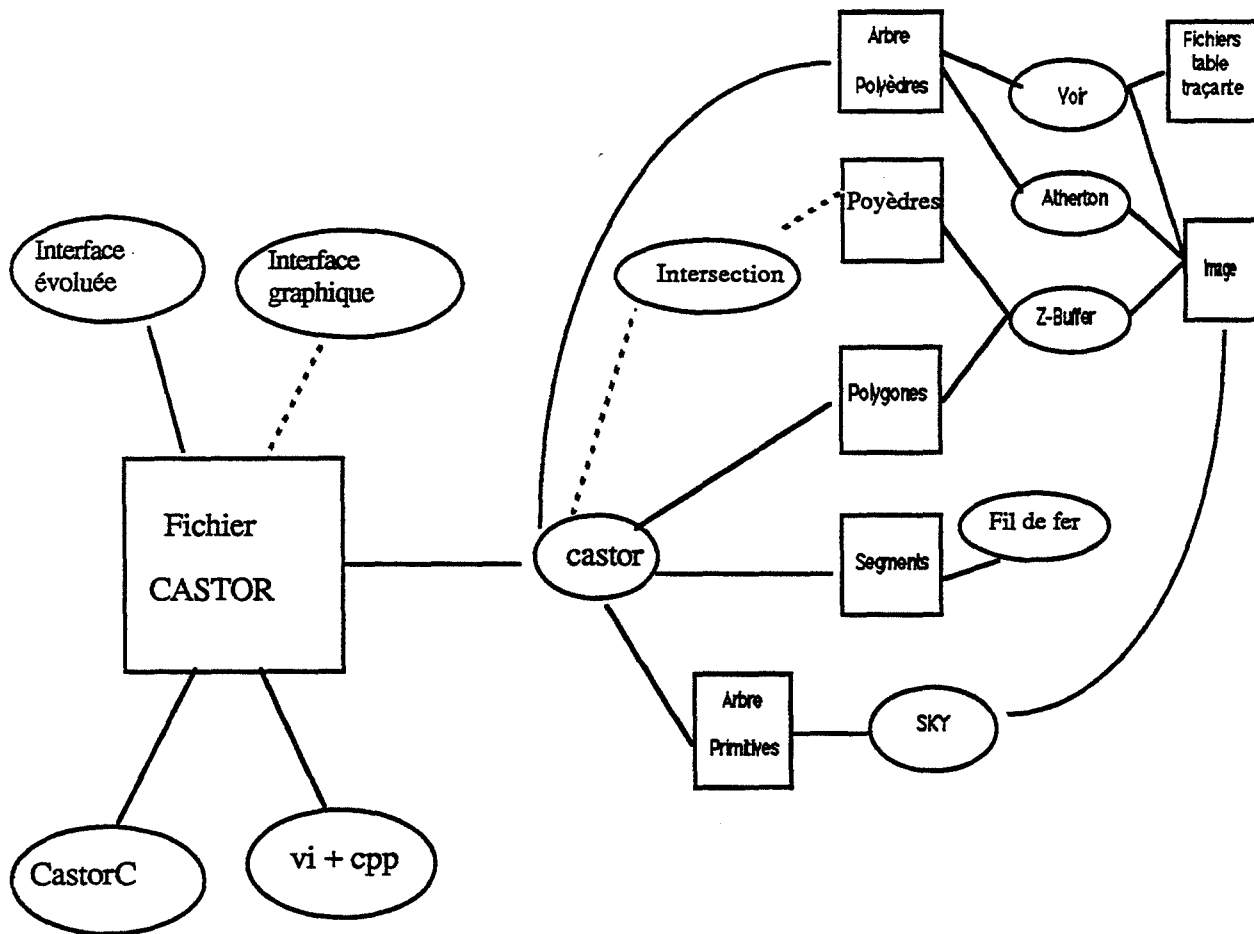 Arbre
Polyèdres
Voir
Fichiers
table
traçante
Poyèdres
Atherton
Interface
évoluée
Interface
graphique
Intersection
Image
Z-Buffer
Polygones
Fichier
CASTOR
castor
Segments
Fil de fer
Arbre
Primitives
SKY
CastorC
vi + cpp